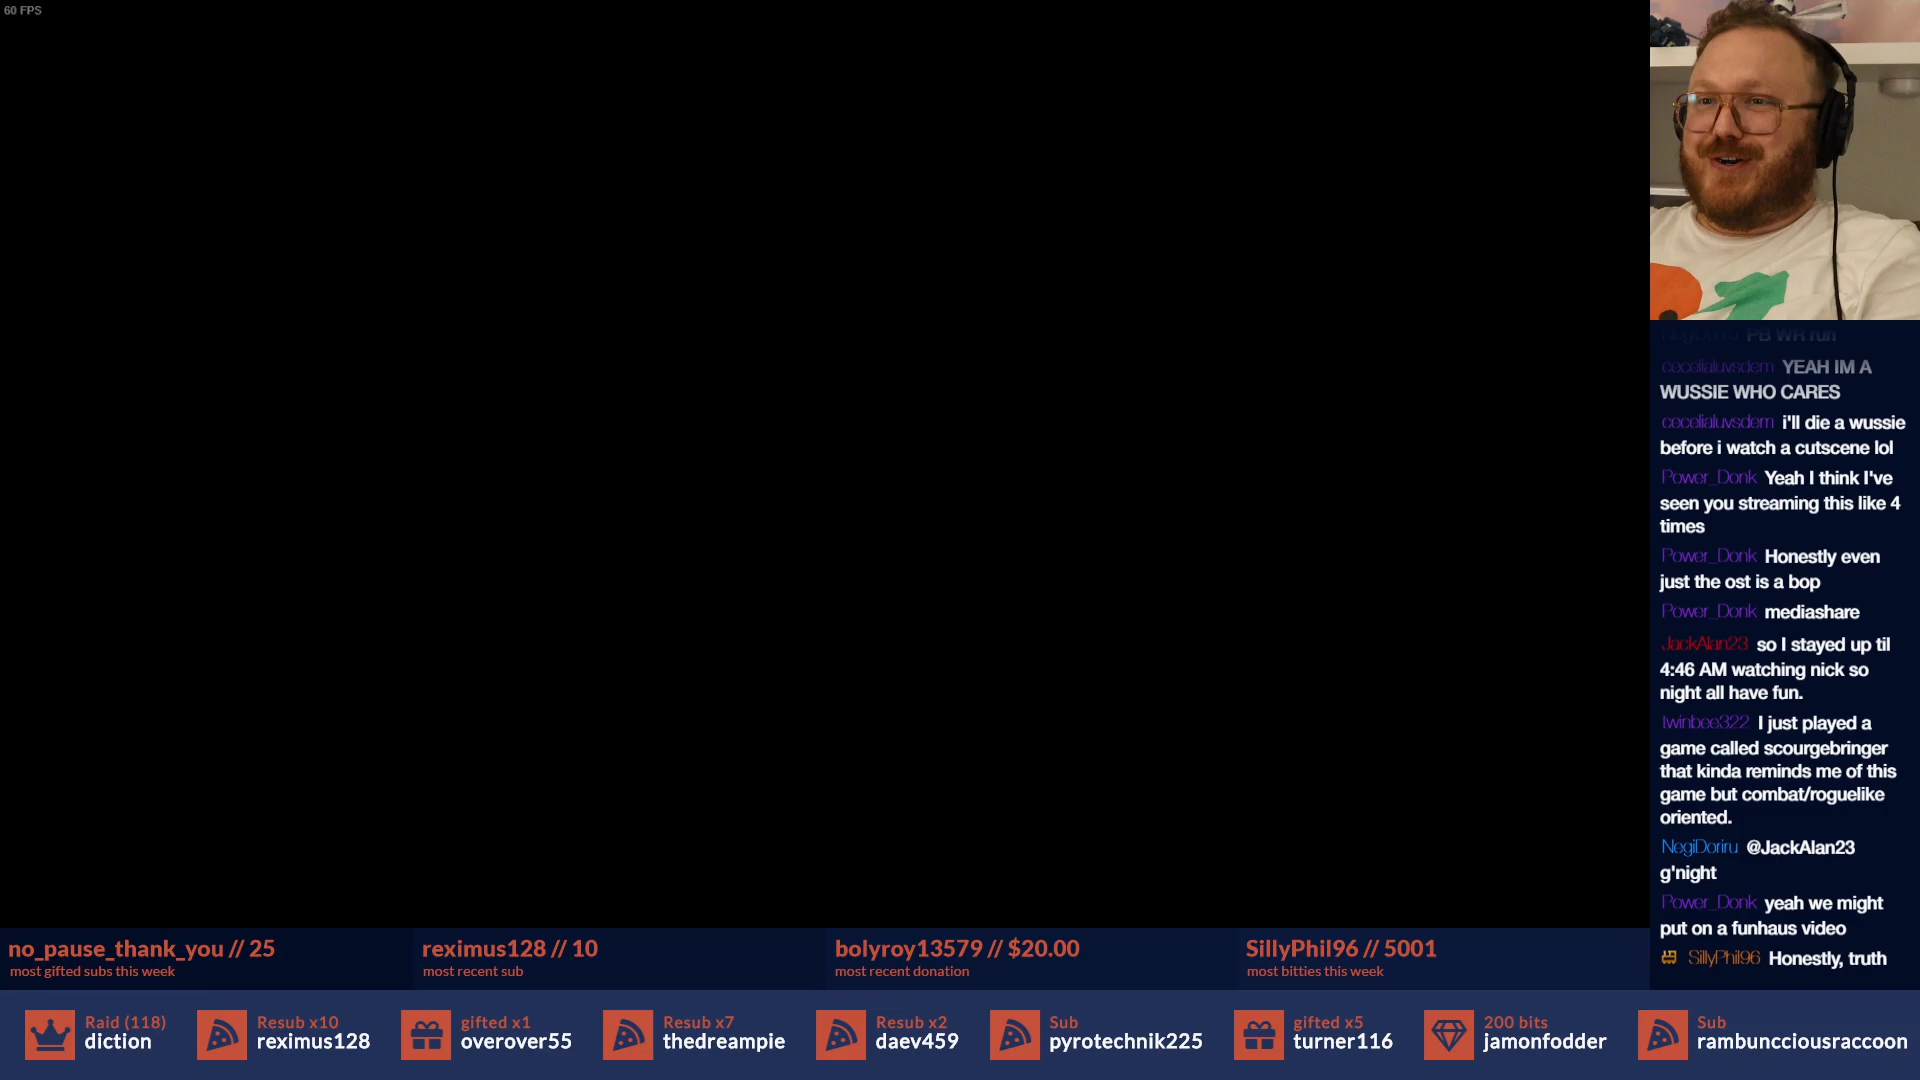 60 FPS
NegiDoriru PB WR run
cecelialuvsdem YEAH IM A
WUSSIE WHO CARES
cecelialuvsdem i'll die a wussie
before i watch a cutscene lol
Power_Donk Yeah I think I've
seen you streaming this like 4
times
Power_Donk Honestly even
just the ost is a bop
Power_Donk mediashare
JackAlan23 so I stayed up til
4:46 AM watching nick so
night all have fun.
twinbee322 I just played a
game called scourgebringer
that kinda reminds me of this
game but combat/roguelike
oriented.
NegiDoriru @JackAlan23
g'night
Power_Donk yeah we might
put on a funhaus video
SillyPhil96 Honestly, truth
no_pause_thank_you // 25
most gifted subs this week
reximus128 // 10
most recent sub
bolyroy13579 // $20.00
most recent donation
SillyPhil96 // 5001
most bitties this week
Raid (118)
diction
Resub x10
reximus128
gifted x1
overover55
Resub x7
thedreampie
Resub x2
daev459
Sub
pyrotechnik225
gifted x5
turner116
200 bits
jamonfodder
Sub
rambuncciousraccoon